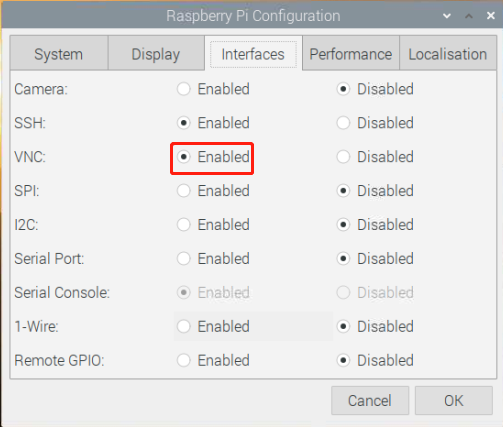 Raspberry Pi Configuration
System Display Interfaces Performance Localisation
Camera: Enabled Disabled
SSH: Enabled Disabled
VNC: Enabled Disabled
SPI: Enabled Disabled
I2C: Enabled Disabled
Serial Port: Enabled Disabled
Serial Console: Enabled Disabled
1-Wire: Enabled Disabled
Remote GPIO: Enabled Disabled
Cancel OK